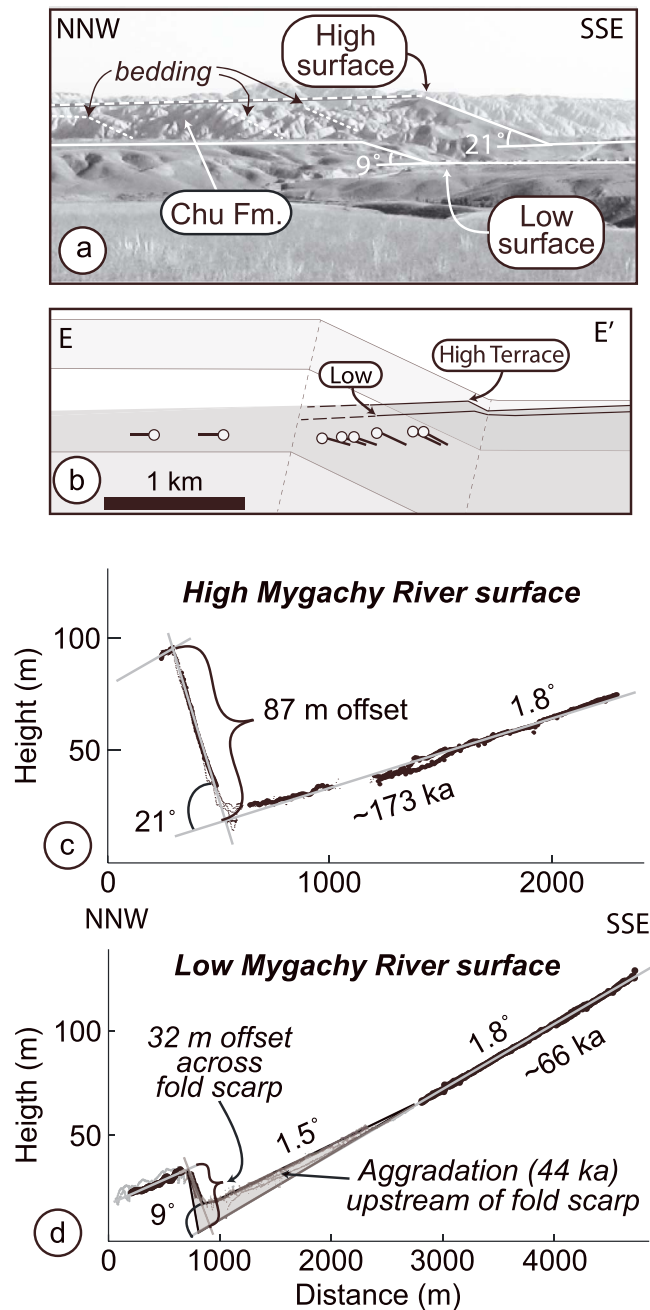 NNW
SSE
High
surface
bedding
21°
9°
Chu Fm.
Low
surface
a
E
E′
High Terrace
Low
b
1 km
High Mygachy River surface
100
50
0
Height (m)
87 m offset
1.8°
21°
~173 ka
c
0
1000
2000
NNW
SSE
Low Mygachy River surface
100
50
0
Heigth (m)
32 m offset
across
fold scarp
1.8°
~66 ka
1.5°
9°
Aggradation (44 ka)
upstream of fold scarp
d
0
1000
2000
3000
4000
Distance (m)